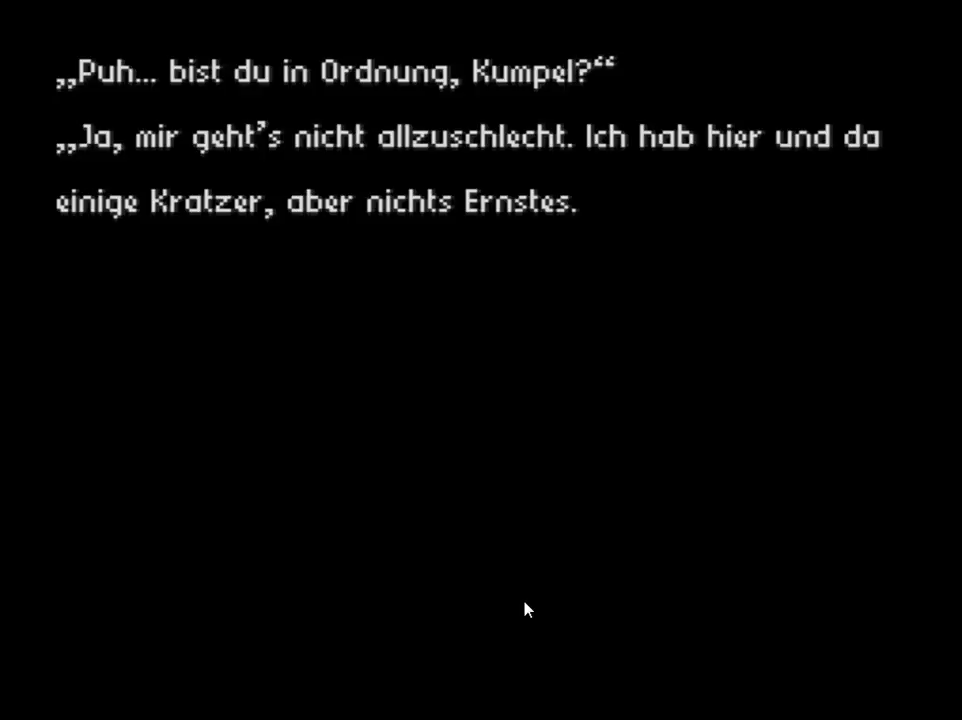 „Puh... bist du in Ordnung, Kumpel?“
„Ja, mir geht’s nicht allzuschlecht. Ich hab hier und da
einige Kratzer, aber nichts Ernstes.